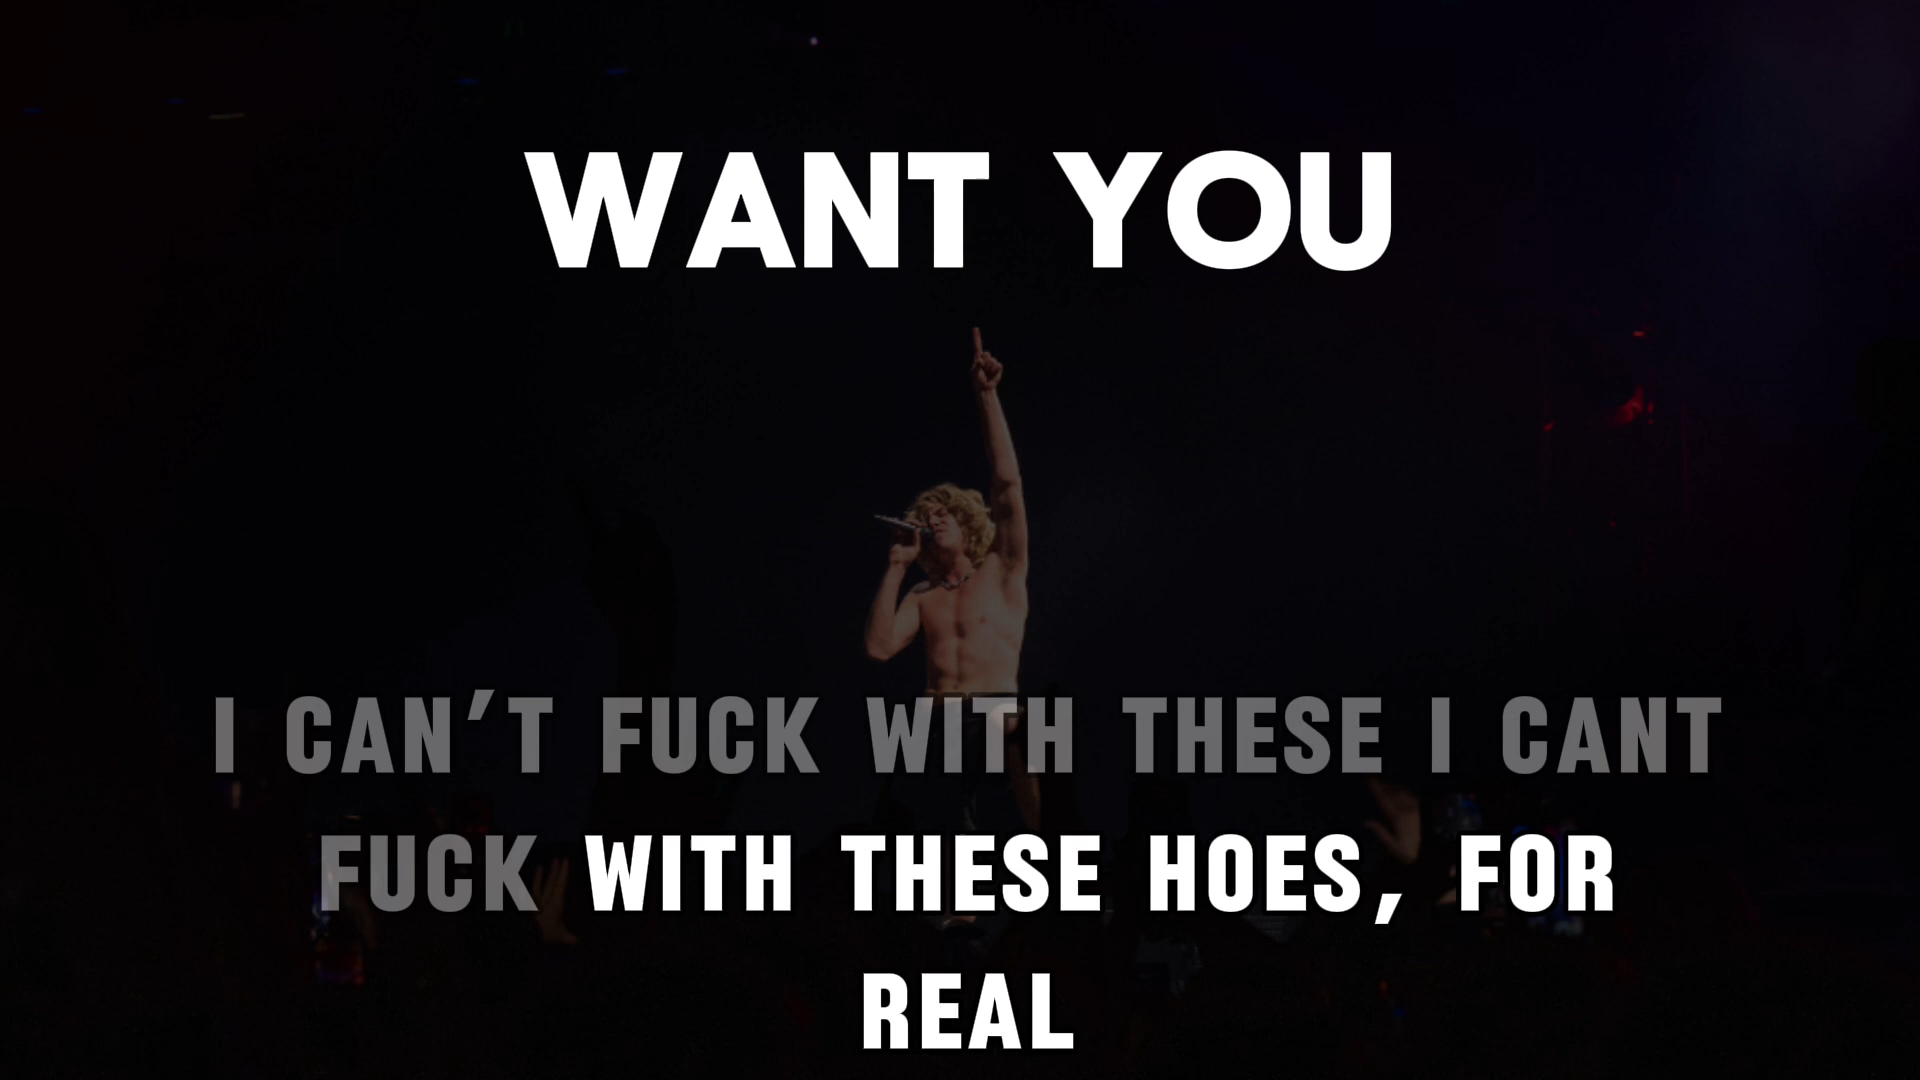 WANT YOU
I CAN'T FUCK WITH THESE I CANT
FUCK WITH THESE HOES, FOR
REAL